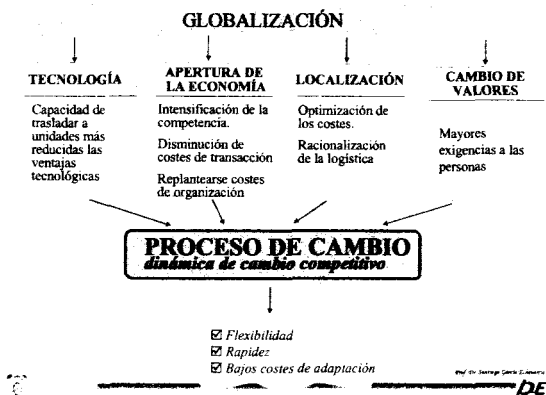 GLOBALIZACIÓN
TECNOLOGÍA
Capacidad de
trasladar a
unidades más
reducidas las
ventajas
tecnológicas
APERTURA DE
LA ECONOMÍA
Intensificación de la
competencia.
Disminución de
costes de transacción
Replantearse costes
de organización
LOCALIZACIÓN
Optimización de
los costes.
Racionalización
de la logística
CAMBIO DE
VALORES
Mayores
exigencias a las
personas
PROCESO DE CAMBIO
dinámica de cambio competitivo
Flexibilidad
Rapidez
Bajos costes de adaptación
Santiago García
DE